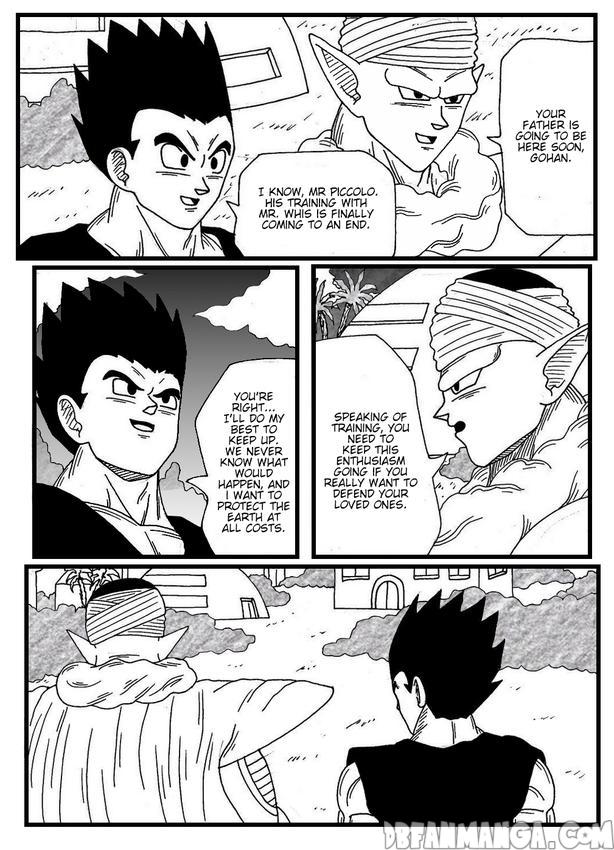 YOUR
FATHER IS
GOING TO BE
HERE SOON,
GOHAN.
I KNOW, MR PICCOLO.
HIS TRAINING WITH
MR. WHIS IS FINALLY
COMING TO AN END.
SPEAKING OF
TRAINING, YOU
NEED TO
KEEP THIS
ENTHUSIASM
GOING IF YOU
REALLY WANT TO
DEFEND YOUR
LOVED ONES.
YOU'RE
RIGHT...
I'LL DO MY
BEST TO
KEEP UP.
WE NEVER
KNOW WHAT
WOULD
HAPPEN, AND
I WANT TO
PROTECT THE
EARTH AT
ALL COSTS.
DBFANMANGA.COM